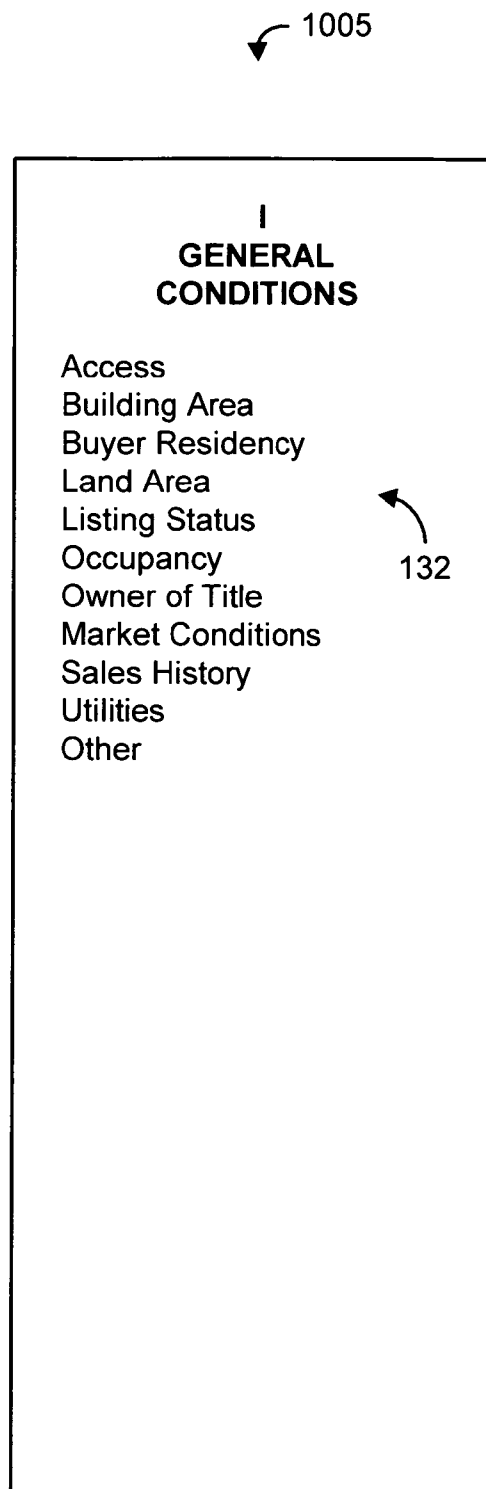 1005
I
GENERAL
CONDITIONS
Access
Building Area
Buyer Residency
Land Area
Listing Status
Occupancy
132
Owner of Title
Market Conditions
Sales History
Utilities
Other